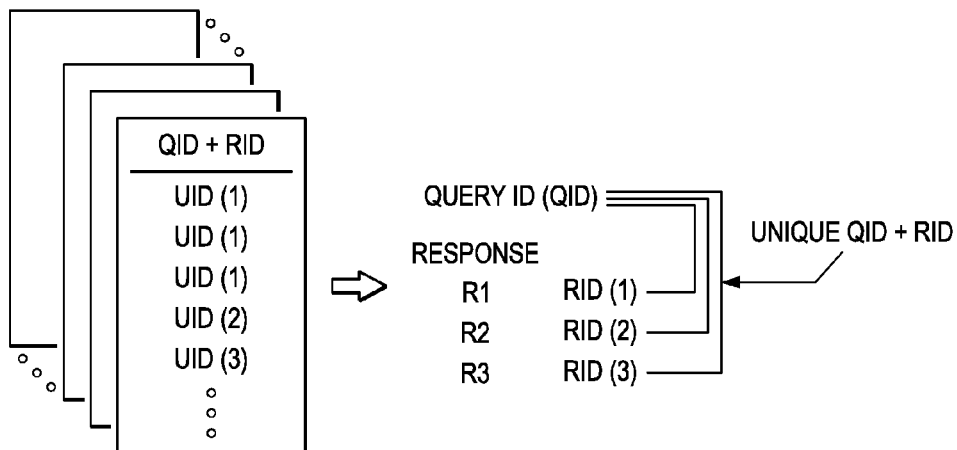 QID + RID
UID (1)
UID (1)
UID (1)
UID (2)
UID (3)
QUERY ID (QID)
RESPONSE
R1 RID (1)
R2 RID (2)
R3 RID (3)
UNIQUE QID + RID